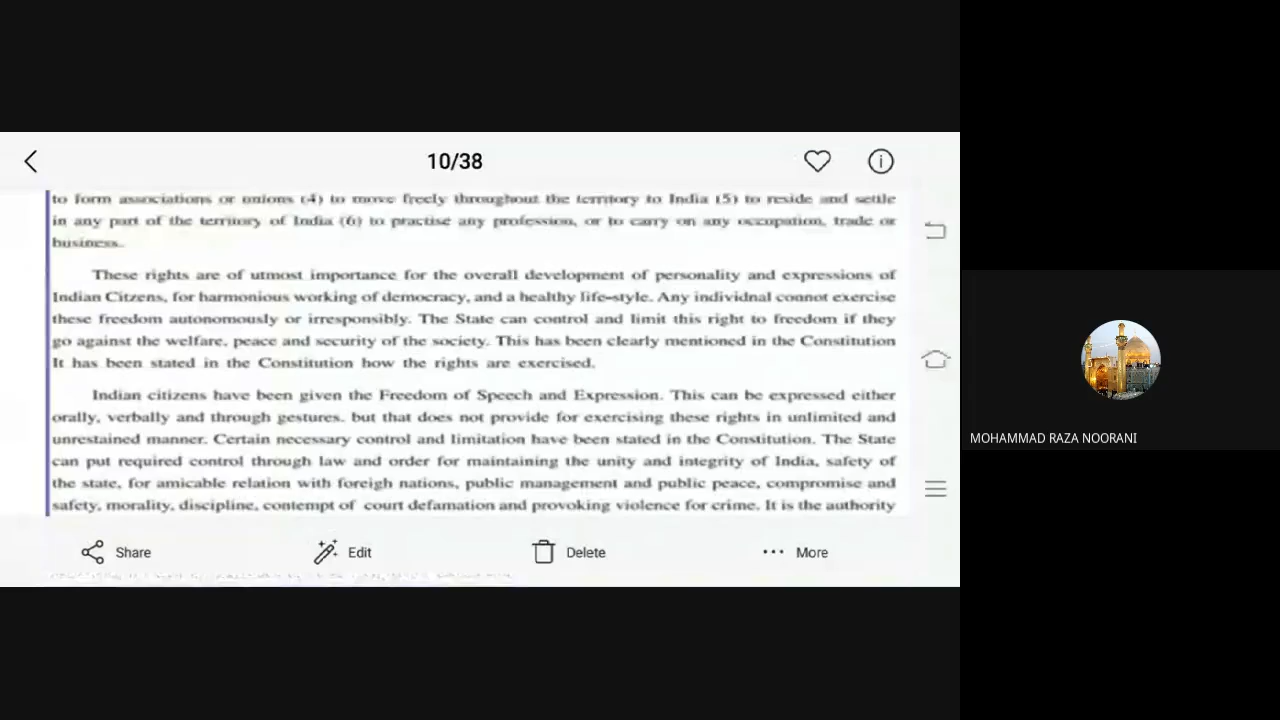 10/38
to form associations or onions (4) to move freely throughout the territory to India (5) to reside and settle
in any part of the territory of India (6) to practise any profession, or to carry on any occupation, trade or
business.
These rights are of utmost importance for the overall development of personality and expressions of
Indian Citzens, for harmonious working of democracy, and a healthy life-style. Any individnal connot exercise
these freedom autonomously or irresponsibly. The State can control and limit this right to freedom if they
go against the welfare, peace and security of the society. This has been clearly mentioned in the Constitution
It has been stated in the Constitution how the rights are exercised.
Indian citizens have been given the Freedom of Speech and Expression. This can be expressed either
orally, verbally and through gestures. but that does not provide for exercising these rights in unlimited and
unrestained manner. Certain necessary control and limitation have been stated in the Constitution. The State
can put required control through law and order for maintaining the unity and integrity of India, safety of
the state, for amicable relation with foreigh nations, public management and public peace, compromise and
safety, morality, discipline, contempt of court defamation and provoking violence for crime. It is the authority
Share Edit Delete More
MOHAMMAD RAZA NOORANI